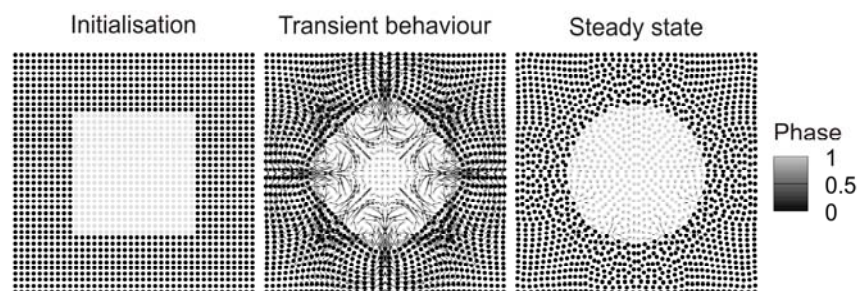 Initialisation
Transient behaviour
Steady state
Phase
1
0.5
0